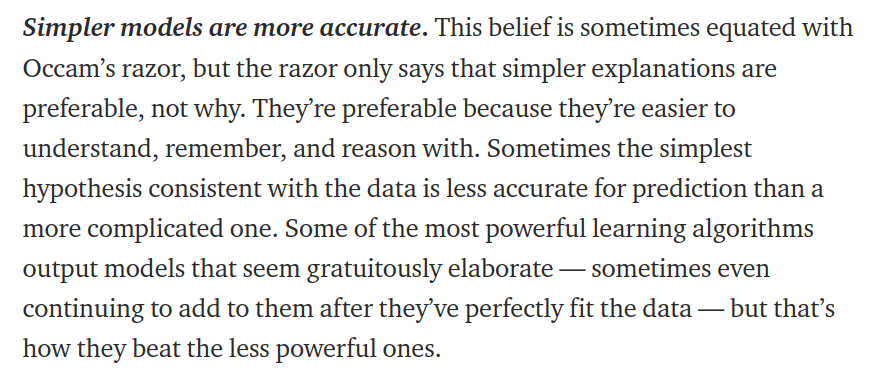 Simpler models are more accurate. This belief is sometimes equated with
Occam’s razor, but the razor only says that simpler explanations are
preferable, not why. They’re preferable because they’re easier to
understand, remember, and reason with. Sometimes the simplest
hypothesis consistent with the data is less accurate for prediction than a
more complicated one. Some of the most powerful learning algorithms
output models that seem gratuitously elaborate — sometimes even
continuing to add to them after they’ve perfectly fit the data — but that’s
how they beat the less powerful ones.